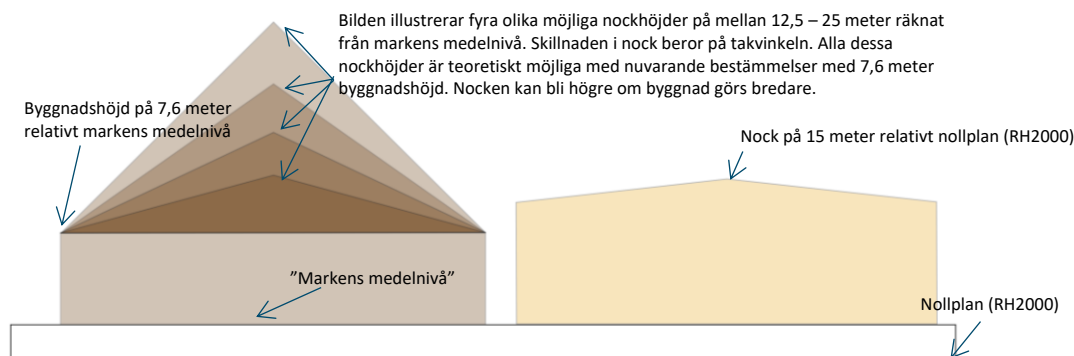 Bilden illustrerar fyra olika möjliga nockhöjder på mellan 12,5 – 25 meter räknat
från markens medelnivå. Skillnaden i nock beror på takvinkeln. Alla dessa
nockhöjder är teoretiskt möjliga med nuvarande bestämmelser med 7,6 meter
byggnadshöjd. Nocken kan bli högre om byggnad görs bredare.
Byggnadshöjd på 7,6 meter
relativt markens medelnivå
Nock på 15 meter relativt nollplan (RH2000)
”Markens medelnivå”
Nollplan (RH2000)